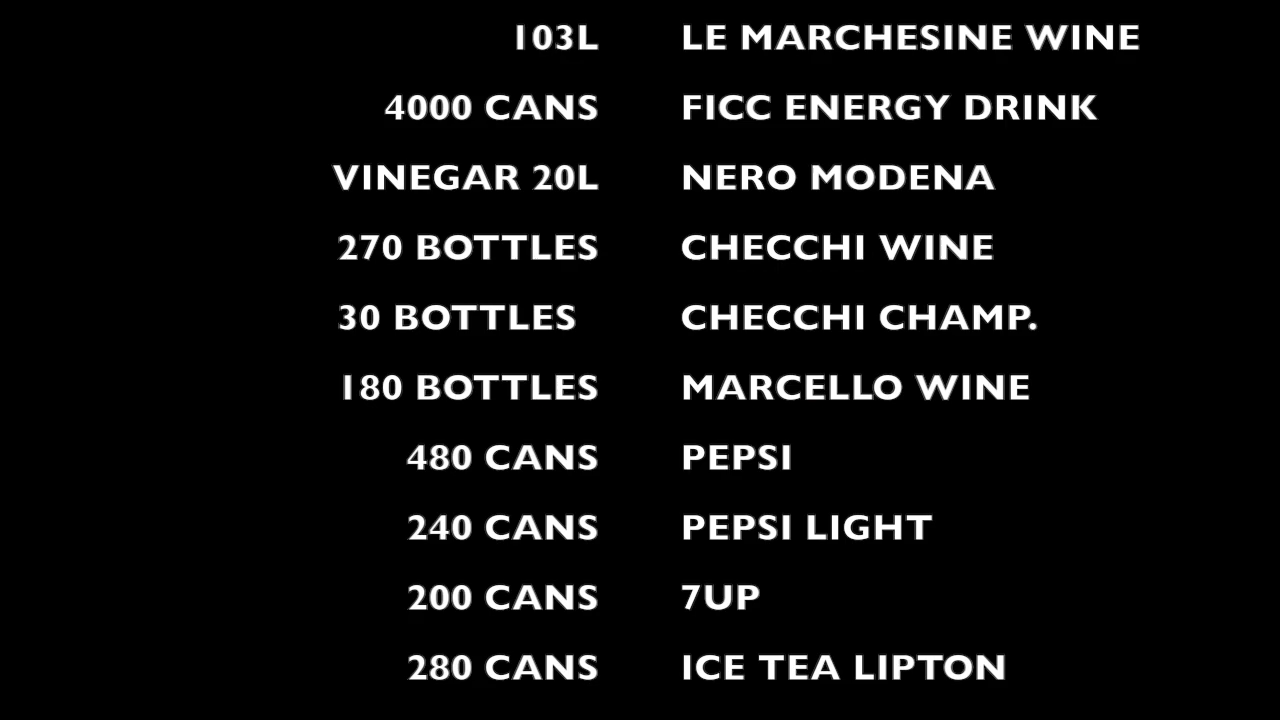 103L LE MARCHESINE WINE
4000 CANS FICC ENERGY DRINK
VINEGAR 20L NERO MODENA
270 BOTTLES CHECCHI WINE
30 BOTTLES CHECCHI CHAMP.
180 BOTTLES MARCELLO WINE
480 CANS PEPSI
240 CANS PEPSI LIGHT
200 CANS 7UP
280 CANS ICE TEA LIPTON